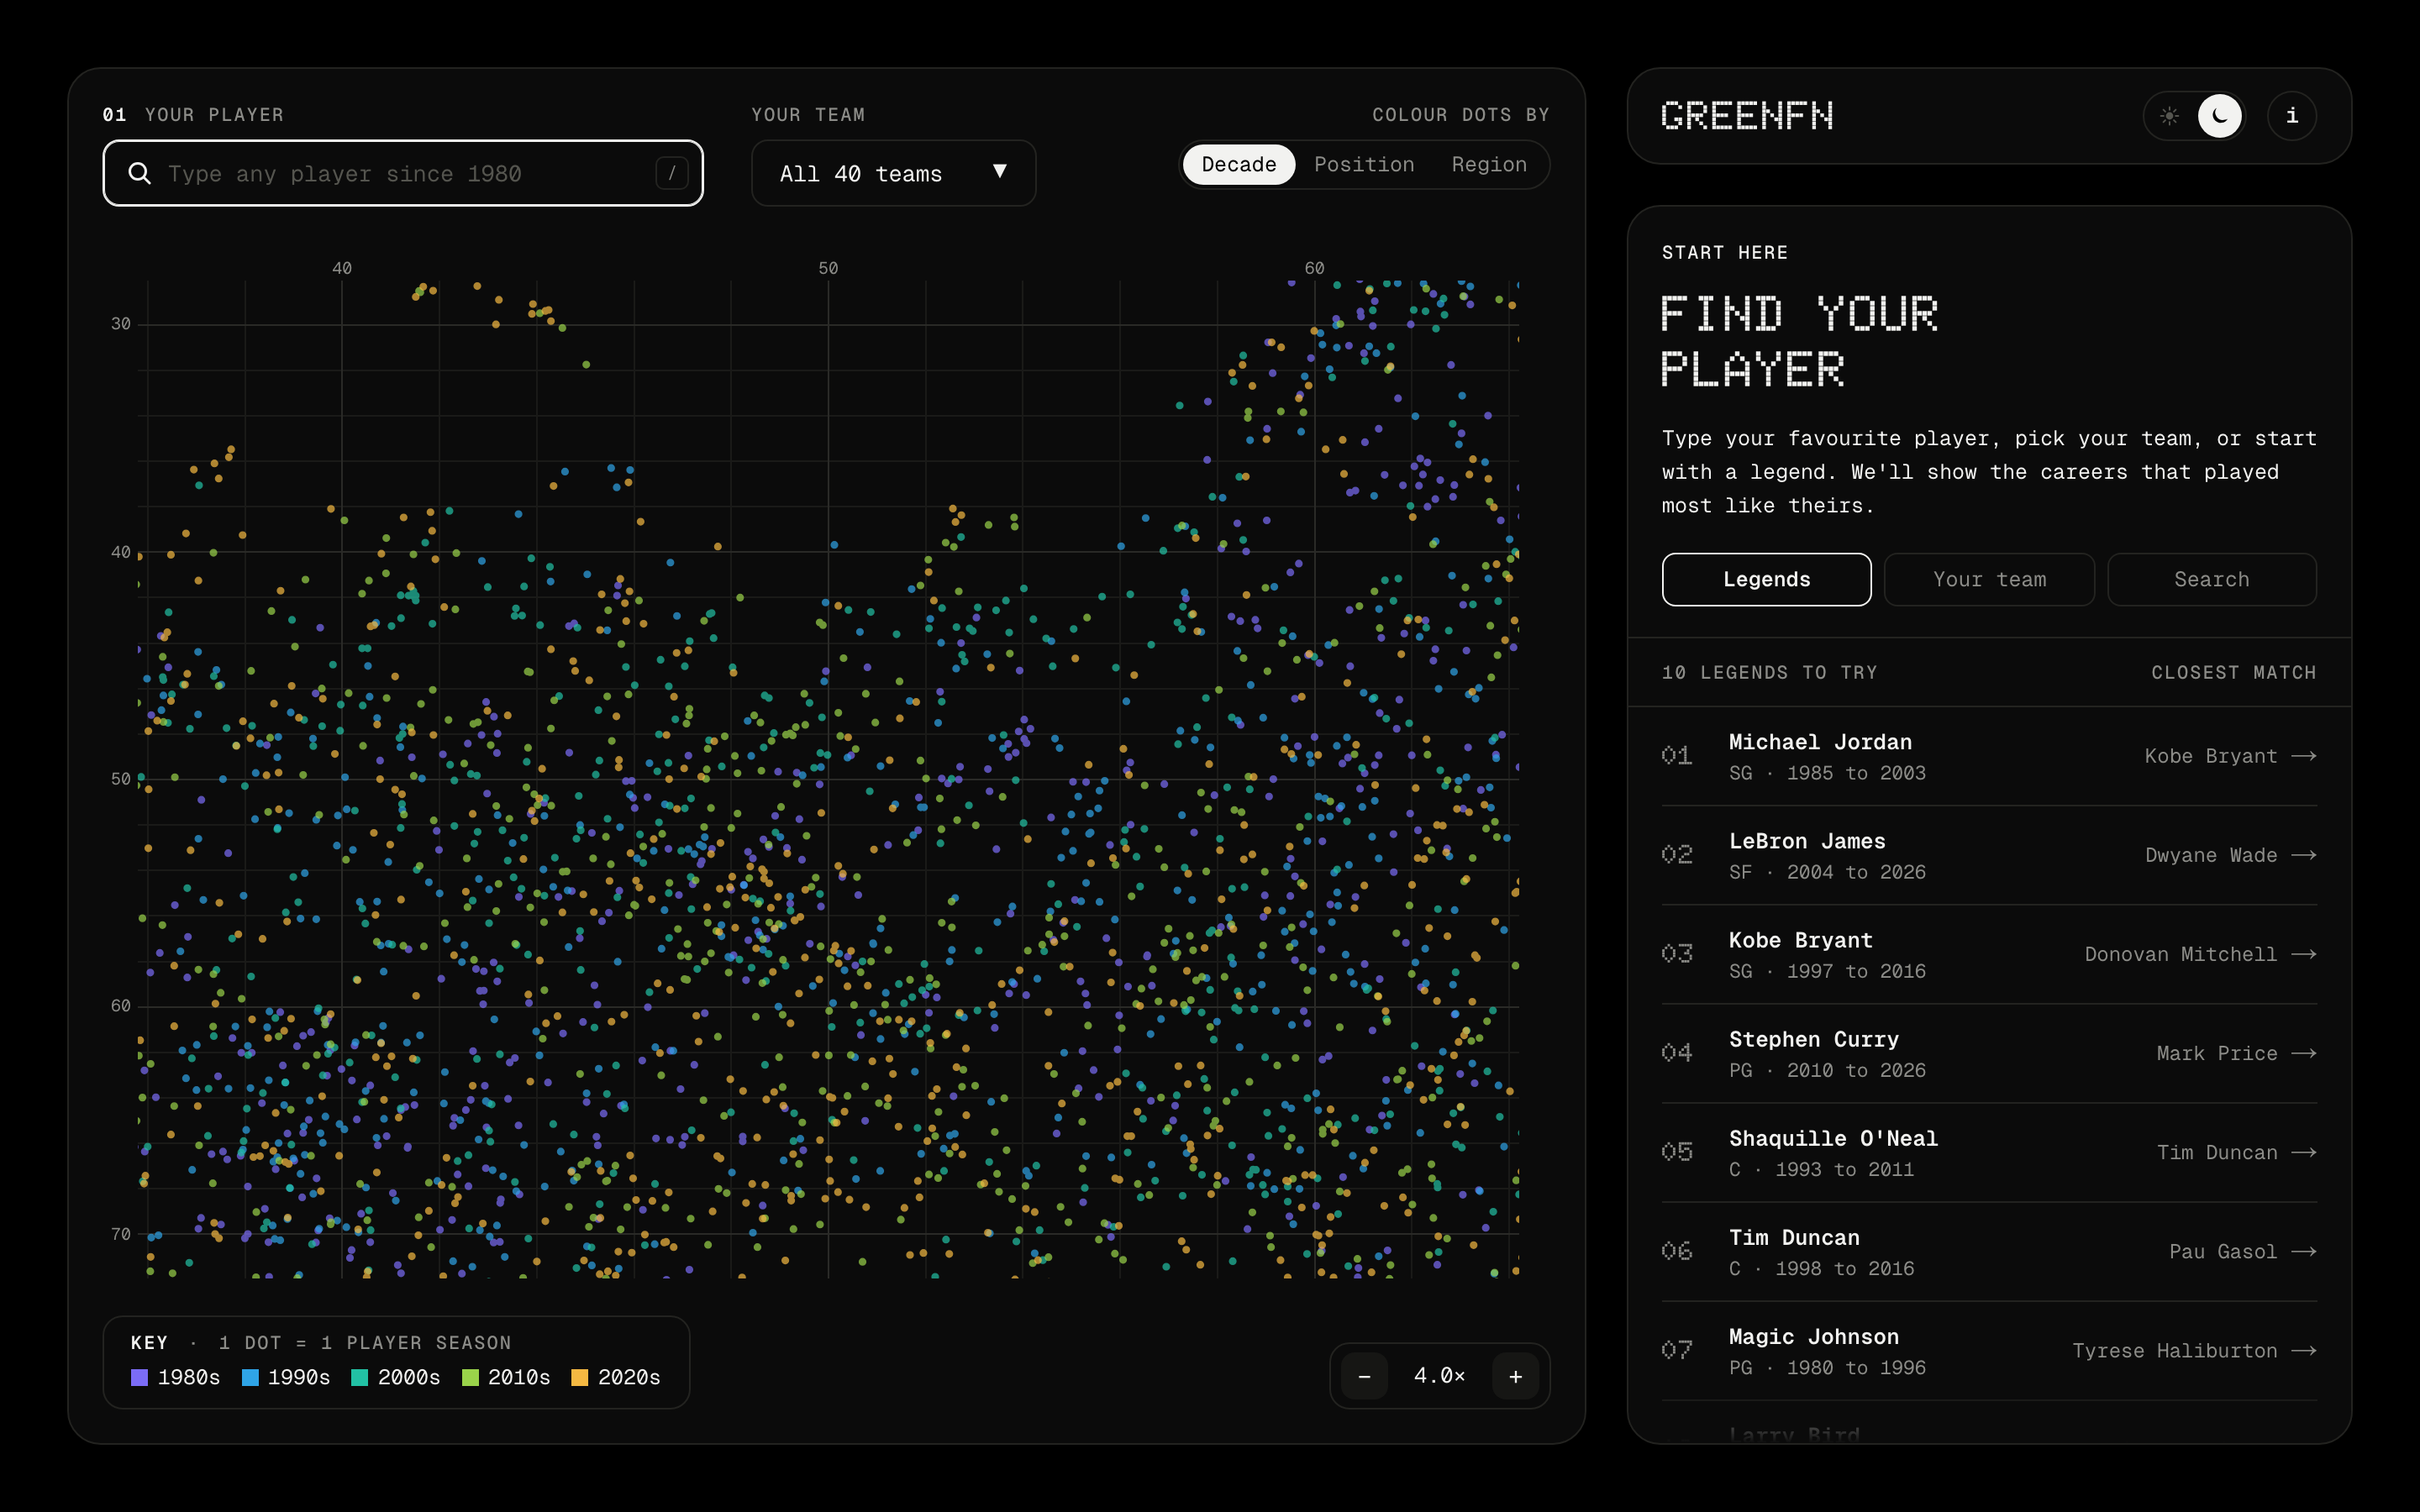 01 YOUR PLAYER
YOUR TEAM
COLOUR DOTS BY
Type any player since 1980 /
All 40 teams ▼
Decade Position Region
40 50 60
30
40
50
60
70
KEY · 1 DOT = 1 PLAYER SEASON
1980s 1990s 2000s 2010s 2020s
− 4.0× +
GREENFN
i
START HERE
FIND YOUR
PLAYER
Type your favourite player, pick your team, or start
with a legend. We'll show the careers that played
most like theirs.
Legends Your team Search
10 LEGENDS TO TRY CLOSEST MATCH
01 Michael Jordan Kobe Bryant →
SG · 1985 to 2003
02 LeBron James Dwyane Wade →
SF · 2004 to 2026
03 Kobe Bryant Donovan Mitchell →
SG · 1997 to 2016
04 Stephen Curry Mark Price →
PG · 2010 to 2026
05 Shaquille O'Neal Tim Duncan →
C · 1993 to 2011
06 Tim Duncan Pau Gasol →
C · 1998 to 2016
07 Magic Johnson Tyrese Haliburton →
PG · 1980 to 1996
Larry Bird